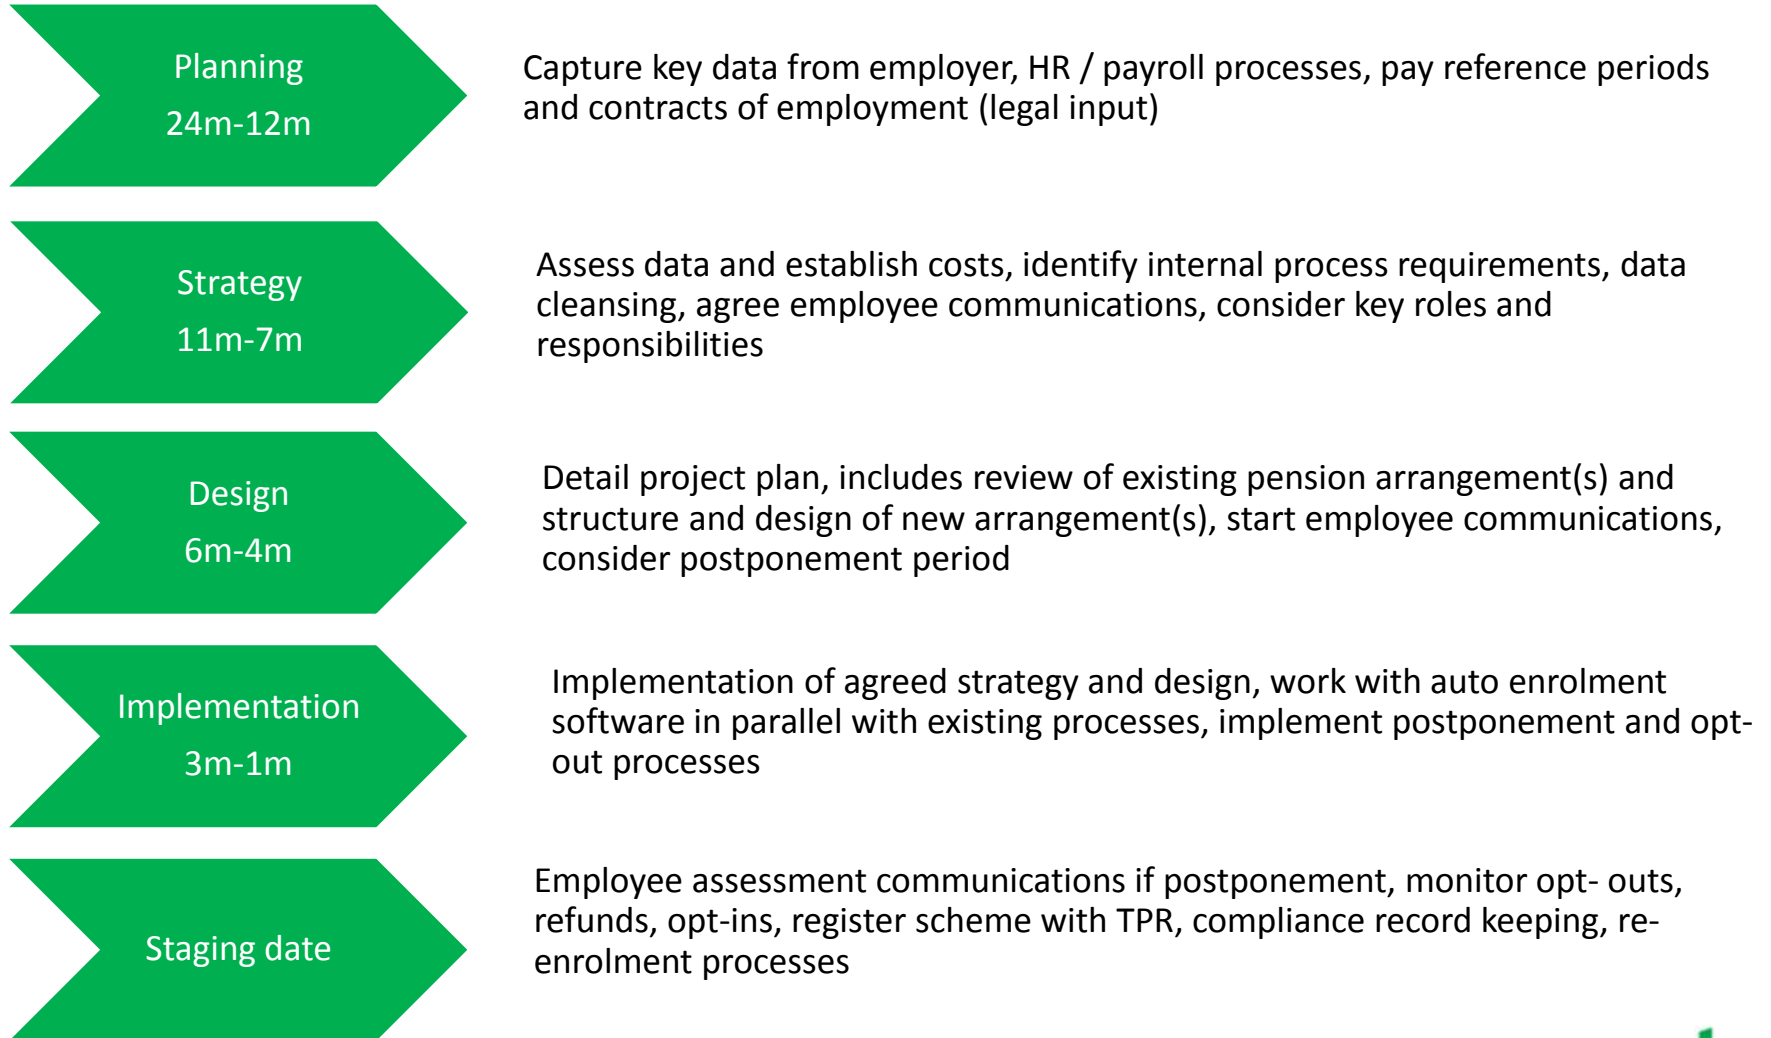 Planning
24m-12m
Capture key data from employer, HR / payroll processes, pay reference periods
and contracts of employment (legal input)
Strategy
11m-7m
Assess data and establish costs, identify internal process requirements, data
cleansing, agree employee communications, consider key roles and
responsibilities
Design
6m-4m
Detail project plan, includes review of existing pension arrangement(s) and
structure and design of new arrangement(s), start employee communications,
consider postponement period
Implementation
3m-1m
Implementation of agreed strategy and design, work with auto enrolment
software in parallel with existing processes, implement postponement and opt-
out processes
Staging date
Employee assessment communications if postponement, monitor opt- outs,
refunds, opt-ins, register scheme with TPR, compliance record keeping, re-
enrolment processes